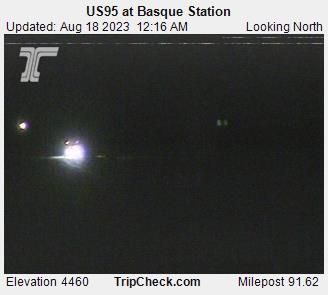 US95 at Basque Station
Updated: Aug 18 2023 12:16 AM Looking North
Elevation 4460 TripCheck.com Milepost 91.62